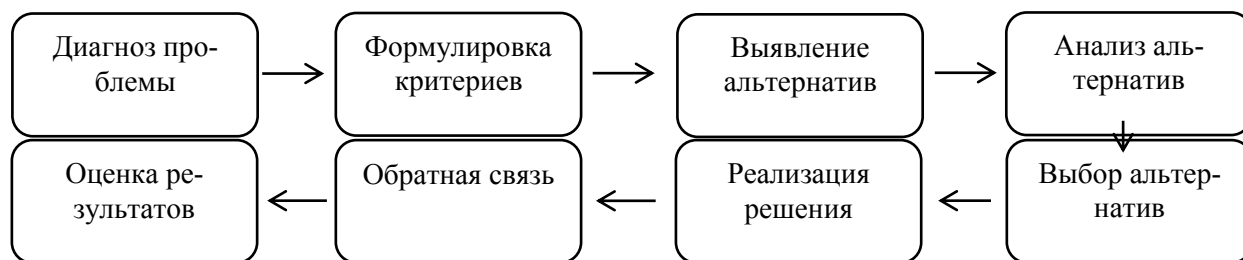 Диагноз про-
блемы
Формулировка
критериев
Выявление
альтернатив
Анализ аль-
тернатив
Выбор альтер-
натив
Реализация
решения
Обратная связь
Оценка ре-
зультатов